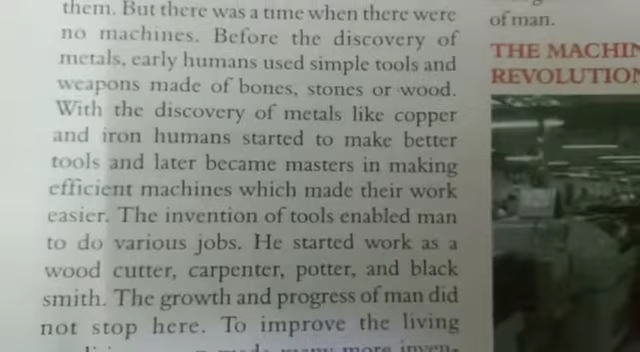 them. But there was a time when there were
no machines. Before the discovery of
metals, early humans used simple tools and
weapons made of bones, stones or wood.
With the discovery of metals like copper
and iron humans started to make better
tools and later became masters in making
efficient machines which made their work
easier. The invention of tools enabled man
to do various jobs. He started work as a
wood cutter, carpenter, potter, and black
smith. The growth and progress of man did
not stop here. To improve the living
made many more inven-
of man.
THE MACHIN
REVOLUTION